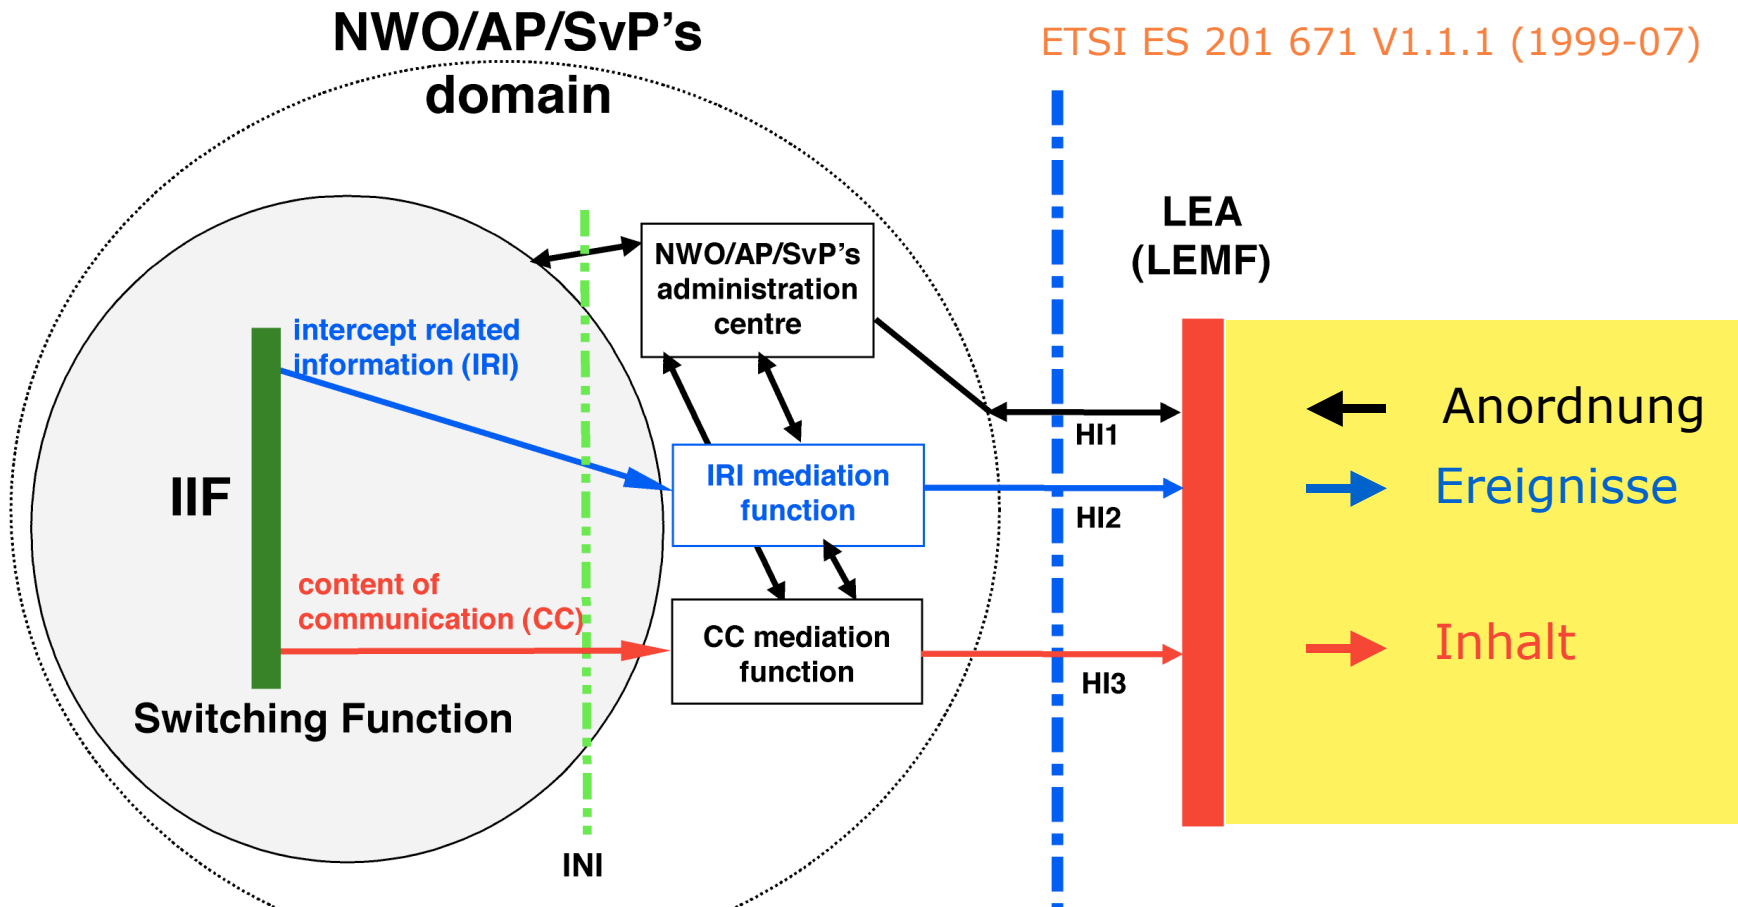 NWO/AP/SvP's
domain
ETSI ES 201 671 V1.1.1 (1999-07)
LEA
(LEMF)
NWO/AP/SvP's
administration
centre
intercept related
information (IRI)
Anordnung
HI1
IRI mediation
function
Ereignisse
IIF
HI2
content of
communication (CC)
CC mediation
function
Inhalt
HI3
Switching Function
INI